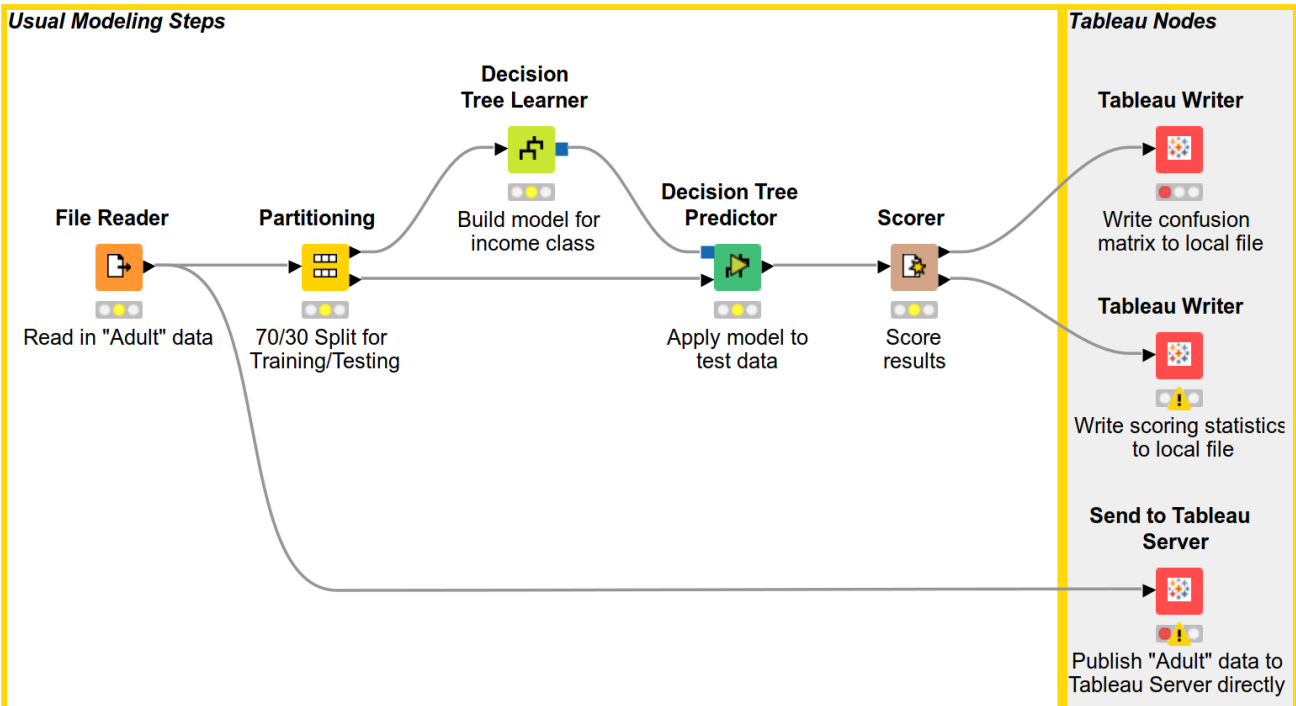 Usual Modeling Steps
Tableau Nodes
Decision
Tree Learner
Build model for
income class
File Reader
Read in "Adult" data
Partitioning
70/30 Split for
Training/Testing
Decision Tree
Predictor
Apply model to
test data
Scorer
Score
results
Tableau Writer
Write confusion
matrix to local file
Tableau Writer
Write scoring statistics
to local file
Send to Tableau
Server
Publish "Adult" data to
Tableau Server directly